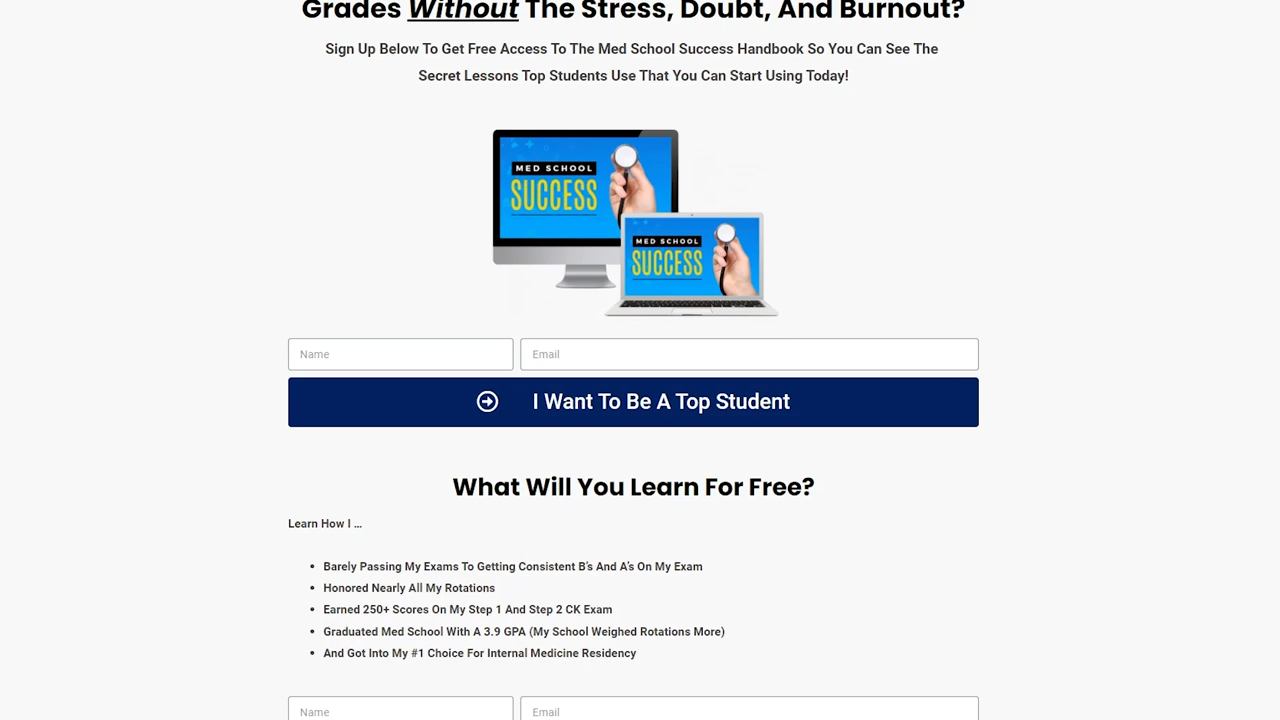 Grades Without The Stress, Doubt, And Burnout?
Sign Up Below To Get Free Access To The Med School Success Handbook So You Can See The
Secret Lessons Top Students Use That You Can Start Using Today!
MED SCHOOL
SUCCESS
MED SCHOOL
SUCCESS
Name
Email
I Want To Be A Top Student
What Will You Learn For Free?
Learn How I ...
• Barely Passing My Exams To Getting Consistent B's And A's On My Exam
• Honored Nearly All My Rotations
• Earned 250+ Scores On My Step 1 And Step 2 CK Exam
• Graduated Med School With A 3.9 GPA (My School Weighed Rotations More)
• And Got Into My #1 Choice For Internal Medicine Residency
Name
Email